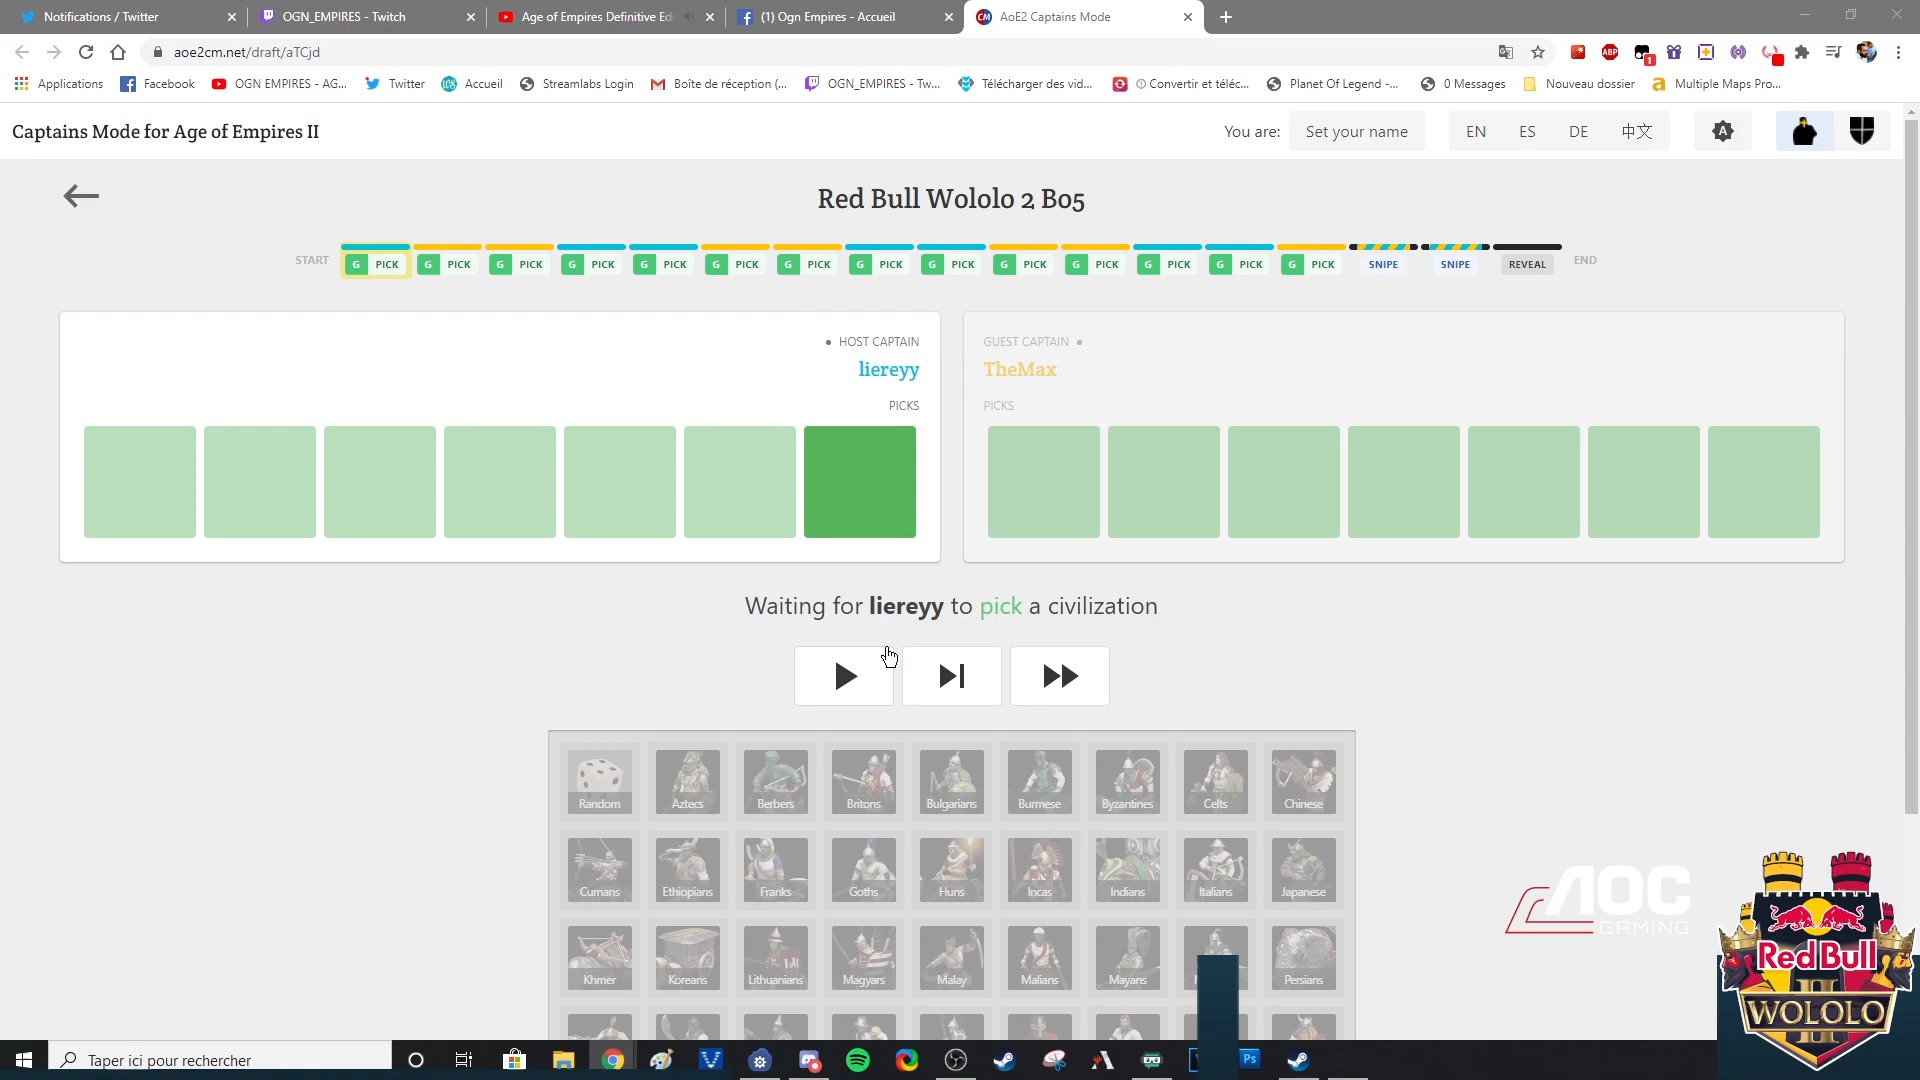 Notifications / Twitter
OGN_EMPIRES - Twitch
Age of Empires Definitive Edi
(1) Ogn Empires - Accueil
AoE2 Captains Mode
aoe2cm.net/draft/aTCjd
ABP
1
Applications
Facebook
OGN EMPIRES - AG...
Twitter
Accueil
Streamlabs Login
Boîte de réception (...
OGN_EMPIRES - Tw...
Télécharger des vid...
Convertir et téléc...
Planet Of Legend -...
0 Messages
Nouveau dossier
Multiple Maps Pro...
Captains Mode for Age of Empires II
You are:
Set your name
EN
ES
DE
中文
A
Red Bull Wololo 2 Bo5
START
G PICK
G PICK
G PICK
G PICK
G PICK
G PICK
G PICK
G PICK
G PICK
G PICK
G PICK
G PICK
G PICK
G PICK
SNIPE
SNIPE
REVEAL
END
HOST CAPTAIN
liereyy
PICKS
GUEST CAPTAIN
TheMax
PICKS
Waiting for liereyy to pick a civilization
Random
Aztecs
Berbers
Britons
Bulgarians
Burmese
Byzantines
Celts
Chinese
Cumans
Ethiopians
Franks
Goths
Huns
Incas
Indians
Italians
Japanese
Khmer
Koreans
Lithuanians
Magyars
Malay
Malians
Mayans
Persians
AOC
GAMING
Red Bull
II
WOLOLO
Taper ici pour rechercher
Ps